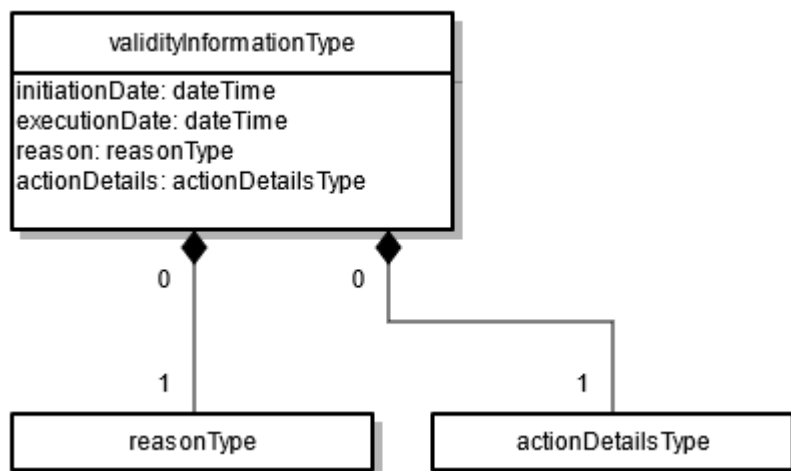 validityInformationType
initiationDate: dateTime
executionDate: dateTime
reason: reasonType
actionDetails: actionDetailsType
0
0
1
1
reasonType
actionDetailsType